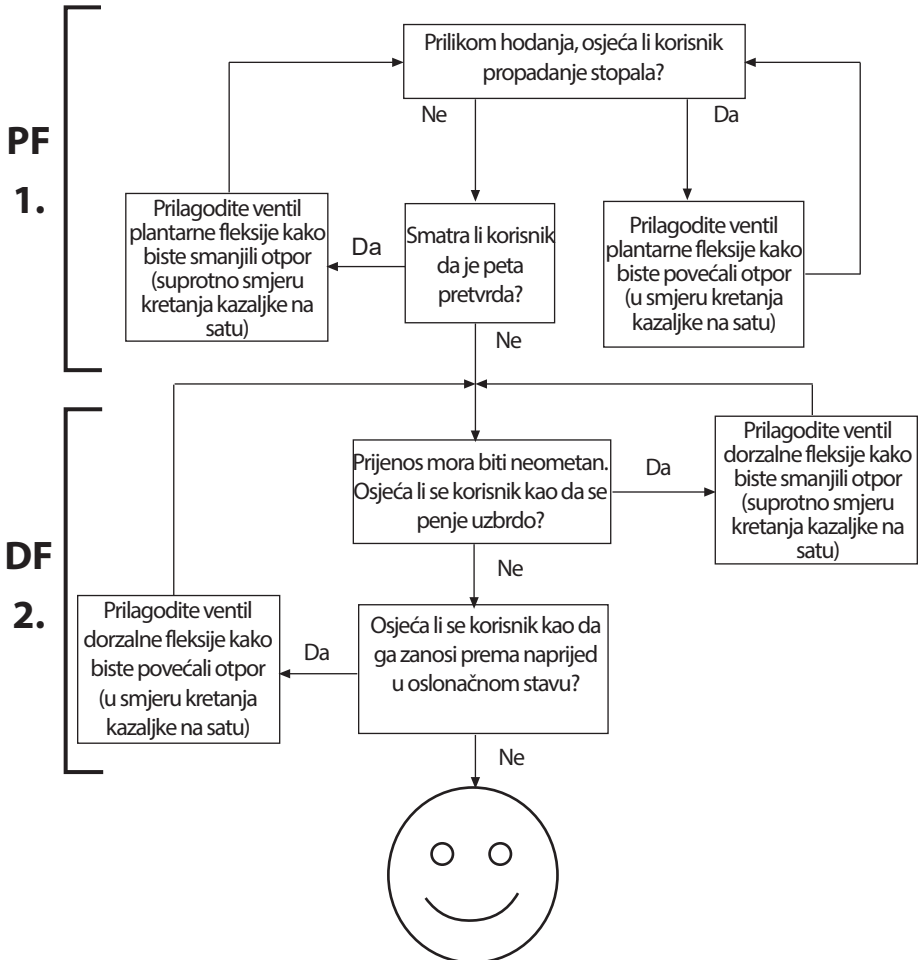 Prilikom hodanja, osjeća li korisnik
propadanje stopala?
Ne
Da
PF
1.
Prilagodite ventil
plantarne fleksije kako
biste smanjili otpor
(suprotno smjeru
kretanja kazaljke na
satu)
Da
Smatra li korisnik
da je peta
pretvrda?
Prilagodite ventil
plantarne fleksije kako
biste povećali otpor
(u smjeru kretanja
kazaljke na satu)
Ne
DF
2.
Prijenos mora biti neometan.
Osjeća li se korisnik kao da se
penje uzbrdo?
Da
Prilagodite ventil
dorzalne fleksije kako
biste smanjili otpor
(suprotno smjeru
kretanja kazaljke na
satu)
Ne
Prilagodite ventil
dorzalne fleksije kako
biste povećali otpor
(u smjeru kretanja
kazaljke na satu)
Da
Osjeća li se korisnik kao da
ga zanosi prema naprijed
u oslonačnom stavu?
Ne